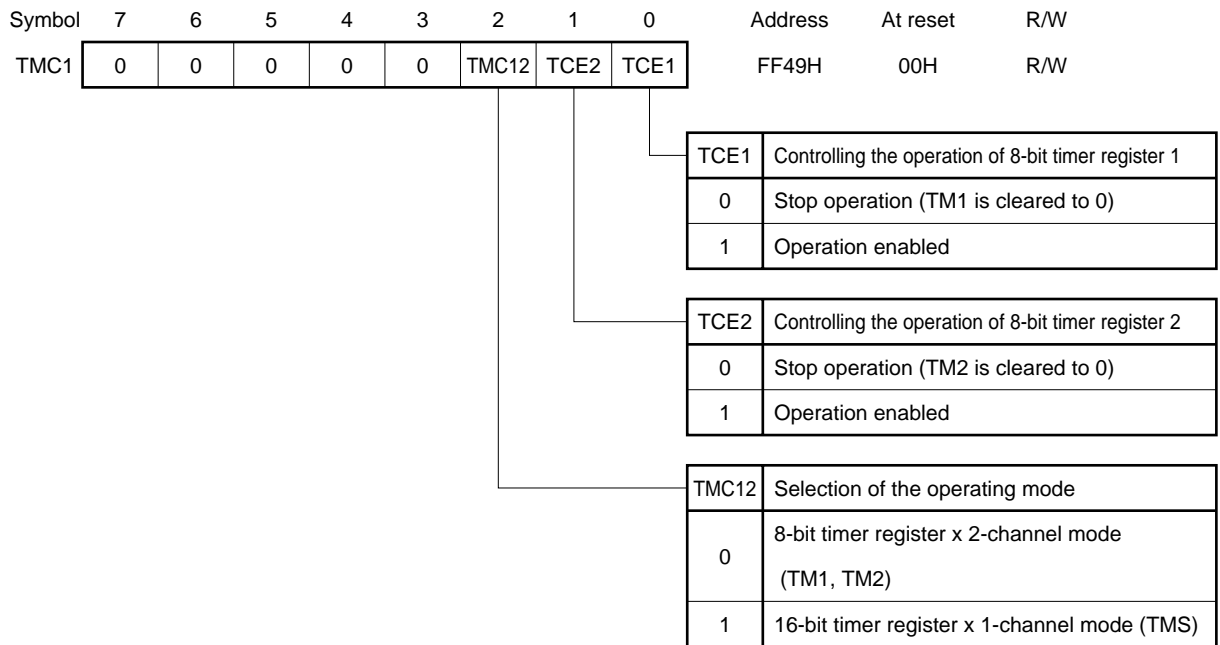 Symbol 7 6 5 4 3 2 1 0 Address At reset R/W
TMC1 0 0 0 0 0 TMC12 TCE2 TCE1 FF49H 00H R/W
TCE1 Controlling the operation of 8-bit timer register 1
0 Stop operation (TM1 is cleared to 0)
1 Operation enabled
TCE2 Controlling the operation of 8-bit timer register 2
0 Stop operation (TM2 is cleared to 0)
1 Operation enabled
TMC12 Selection of the operating mode
0 8-bit timer register x 2-channel mode
(TM1, TM2)
1 16-bit timer register x 1-channel mode (TMS)